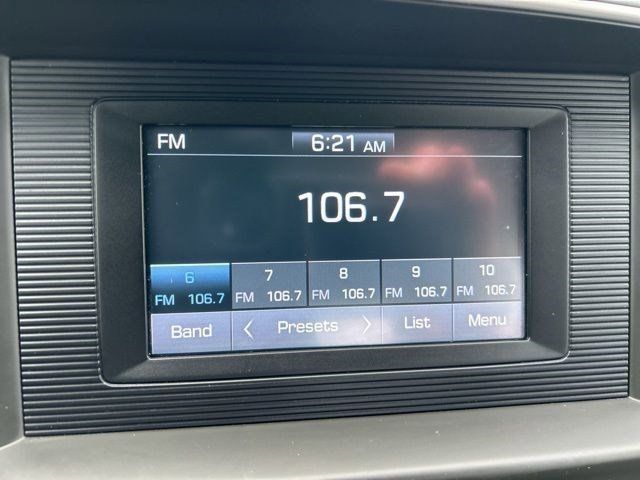 FM 6:21 AM
106.7
6 7 8 9 10
FM 106.7 FM 106.7 FM 106.7 FM 106.7 FM 106.7
Band < Presets > List Menu